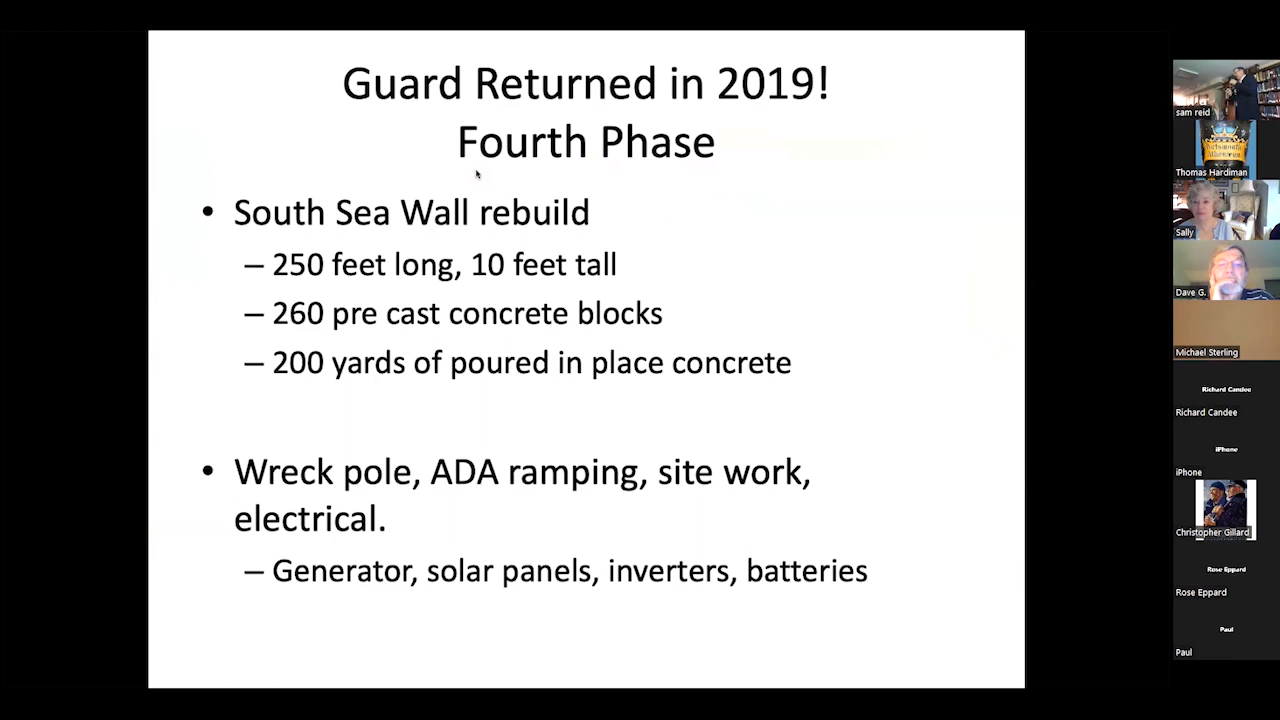 Guard Returned in 2019!
Fourth Phase
• South Sea Wall rebuild
– 250 feet long, 10 feet tall
– 260 pre cast concrete blocks
– 200 yards of poured in place concrete
• Wreck pole, ADA ramping, site work,
electrical.
– Generator, solar panels, inverters, batteries
sam reid
Portsmouth
Athenæum
Thomas Hardiman
Sally
Dave G.
Michael Sterling
Richard Candee
Richard Candee
iPhone
iPhone
Christopher Gillard
Rose Eppard
Rose Eppard
Paul
Paul